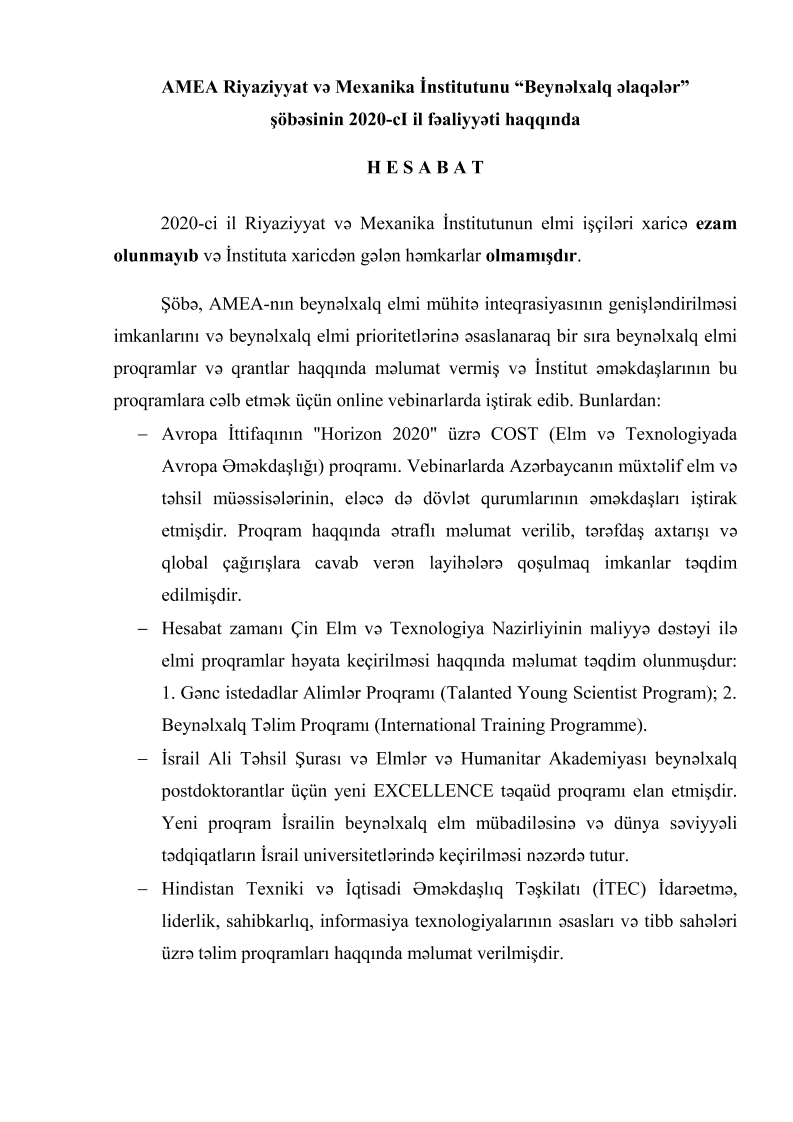 AMEA Riyaziyyat və Mexanika İnstitutunu “Beynəlxalq əlaqələr”
şöbəsinin 2020-cI il fəaliyyəti haqqında
H E S A B A T
2020-ci il Riyaziyyat və Mexanika İnstitutunun elmi işçiləri xaricə ezam
olunmayıb və İnstituta xaricdən gələn həmkarlar olmamışdır.
Şöbə, AMEA-nın beynəlxalq elmi mühitə inteqrasiyasının genişləndirilməsi
imkanlarını və beynəlxalq elmi prioritetlərinə əsaslanaraq bir sıra beynəlxalq elmi
proqramlar və qrantlar haqqında məlumat vermiş və İnstitut əməkdaşlarının bu
proqramlara cəlb etmək üçün online vebinarlarda iştirak edib. Bunlardan:
– Avropa İttifaqının "Horizon 2020" üzrə COST (Elm və Texnologiyada
Avropa Əməkdaşlığı) proqramı. Vebinarlarda Azərbaycanın müxtəlif elm və
təhsil müəssisələrinin, eləcə də dövlət qurumlarının əməkdaşları iştirak
etmişdir. Proqram haqqında ətraflı məlumat verilib, tərəfdaş axtarışı və
qlobal çağırışlara cavab verən layihələrə qoşulmaq imkanlar təqdim
edilmişdir.
– Hesabat zamanı Çin Elm və Texnologiya Nazirliyinin maliyyə dəstəyi ilə
elmi proqramlar həyata keçirilməsi haqqında məlumat təqdim olunmuşdur:
1. Gənc istedadlar Alimlər Proqramı (Talanted Young Scientist Program); 2.
Beynəlxalq Təlim Proqramı (International Training Programme).
– İsrail Ali Təhsil Şurası və Elmlər və Humanitar Akademiyası beynəlxalq
postdoktorantlar üçün yeni EXCELLENCE təqaüd proqramı elan etmişdir.
Yeni proqram İsrailin beynəlxalq elm mübadiləsinə və dünya səviyyəli
tədqiqatların İsrail universitetlərində keçirilməsi nəzərdə tutur.
– Hindistan Texniki və İqtisadi Əməkdaşlıq Təşkilatı (İTEC) İdarəetmə,
liderlik, sahibkarlıq, informasiya texnologiyalarının əsasları və tibb sahələri
üzrə təlim proqramları haqqında məlumat verilmişdir.